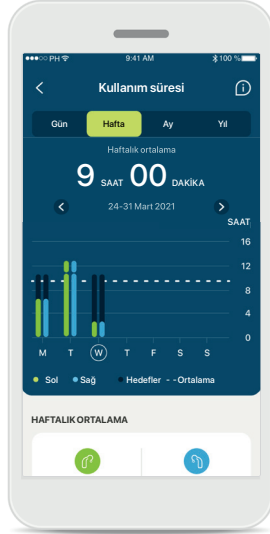 PH 9:41 AM 100 %
Kullanım süresi
Gün Hafta Ay Yıl
Haftalık ortalama
9 SAAT 00 DAKİKA
24-31 Mart 2021
SAAT
16
12
8
4
0
M T W T F S S
Sol Sağ Hedefler - -Ortalama
HAFTALIK ORTALAMA